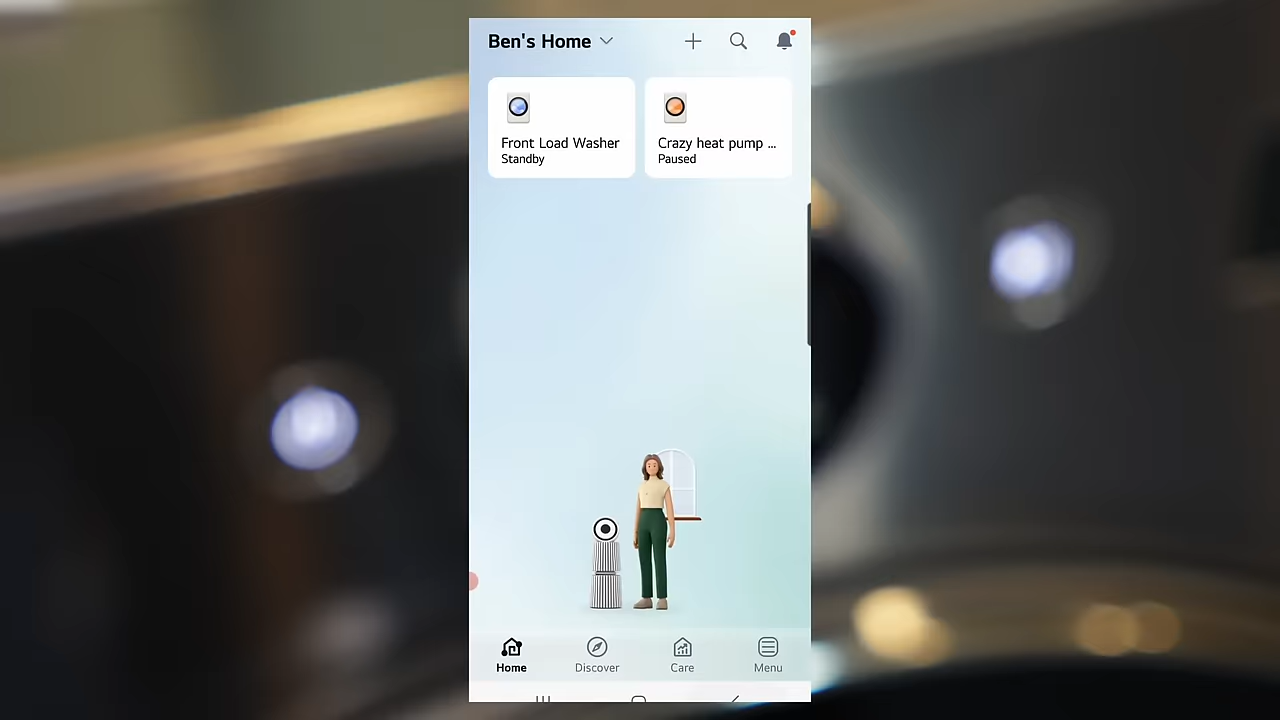 Ben's Home
Front Load Washer
Standby
Crazy heat pump ...
Paused
Home
Discover
Care
Menu